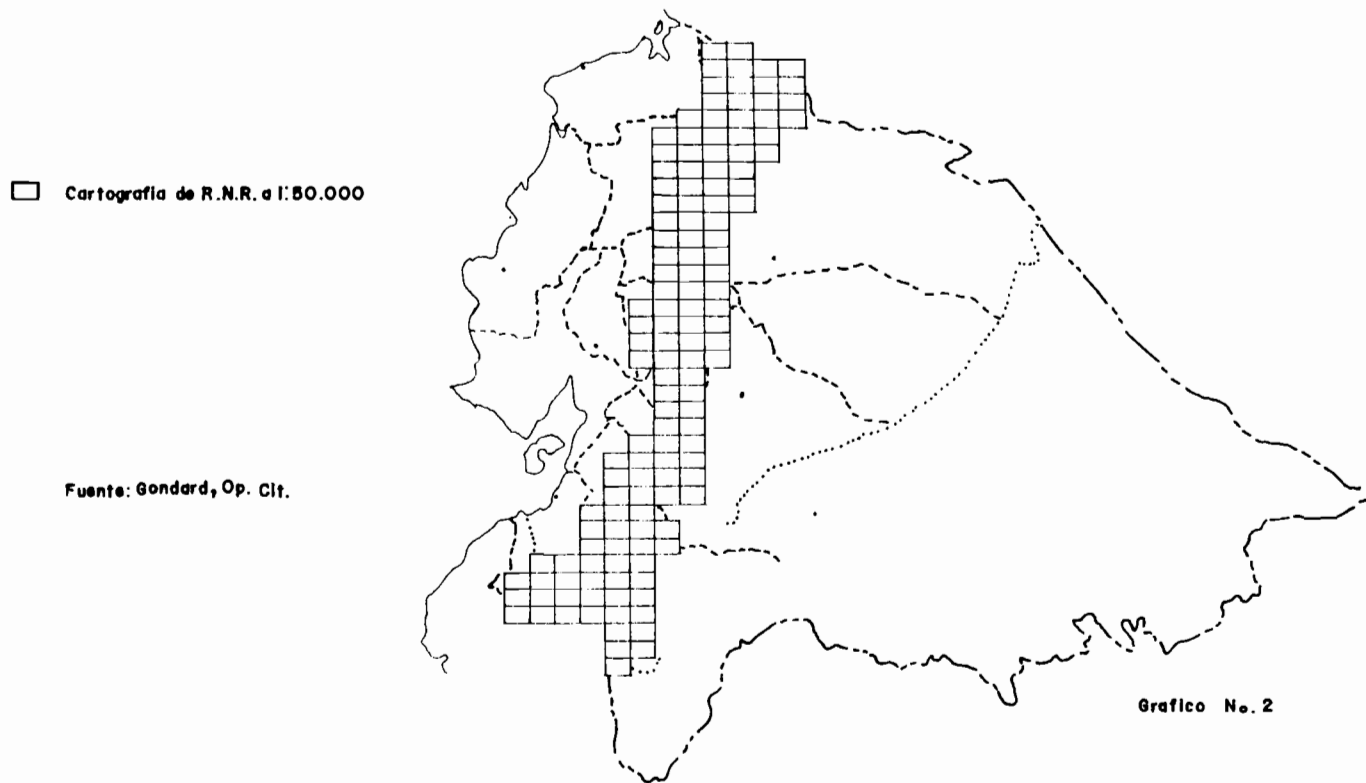 Cartografia de R.N.R. a 1:50.000
Fuente: Gondard, Op. Cit.
Grafico No. 2